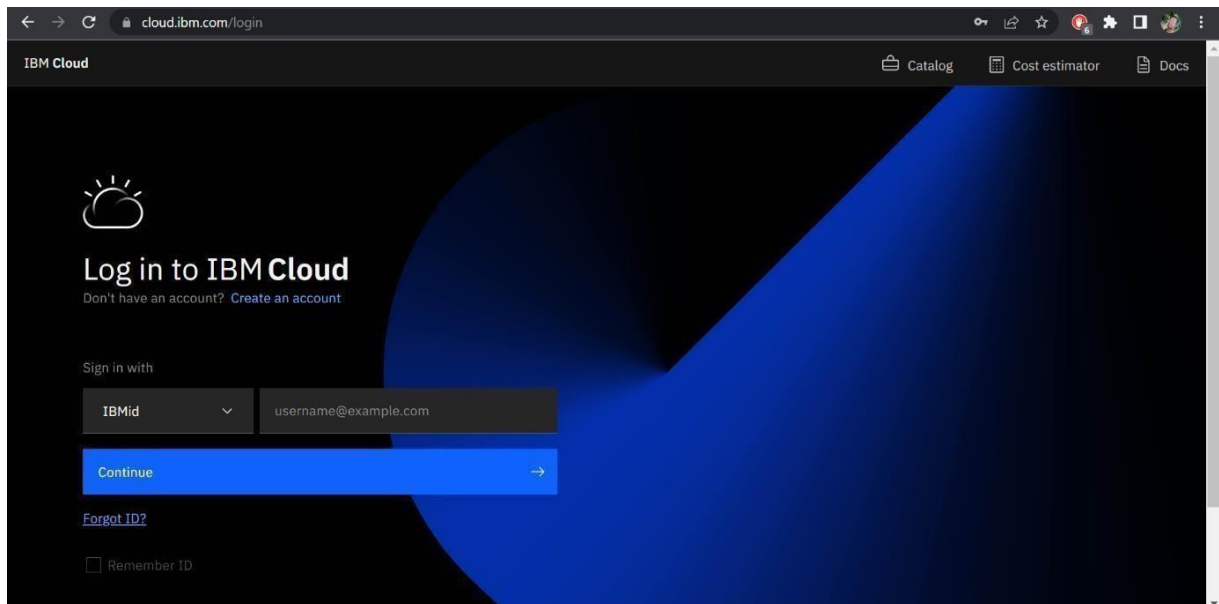 cloud.ibm.com/login
6
IBM Cloud
Catalog
Cost estimator
Docs
Log in to IBM Cloud
Don't have an account? Create an account
Sign in with
IBMid
username@example.com
Continue
Forgot ID?
Remember ID